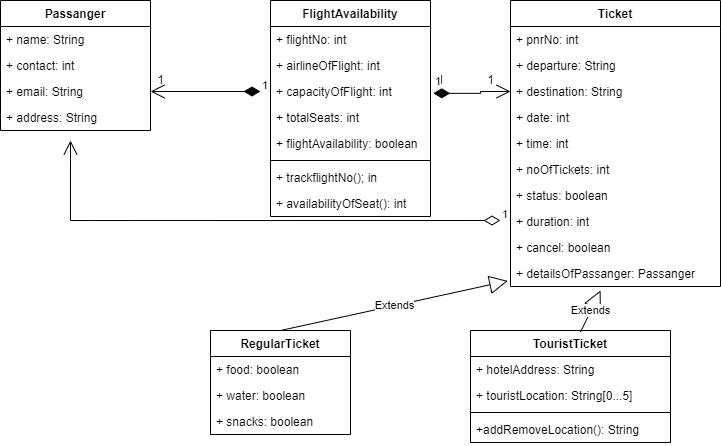 Passanger
+ name: String
+ contact: int
+ email: String
+ address: String
1
1
FlightAvailability
+ flightNo: int
+ airlineOfFlight: int
+ capacityOfFlight: int
+ totalSeats: int
+ flightAvailability: boolean
+ trackflightNo(); in
+ availabilityOfSeat(): int
1
1
Ticket
+ pnrNo: int
+ departure: String
+ destination: String
+ date: int
+ time: int
+ noOfTickets: int
+ status: boolean
+ duration: int
+ cancel: boolean
+ detailsOfPassanger: Passanger
1
Extends
Extends
RegularTicket
+ food: boolean
+ water: boolean
+ snacks: boolean
TouristTicket
+ hotelAddress: String
+ touristLocation: String[0...5]
+addRemoveLocation(): String